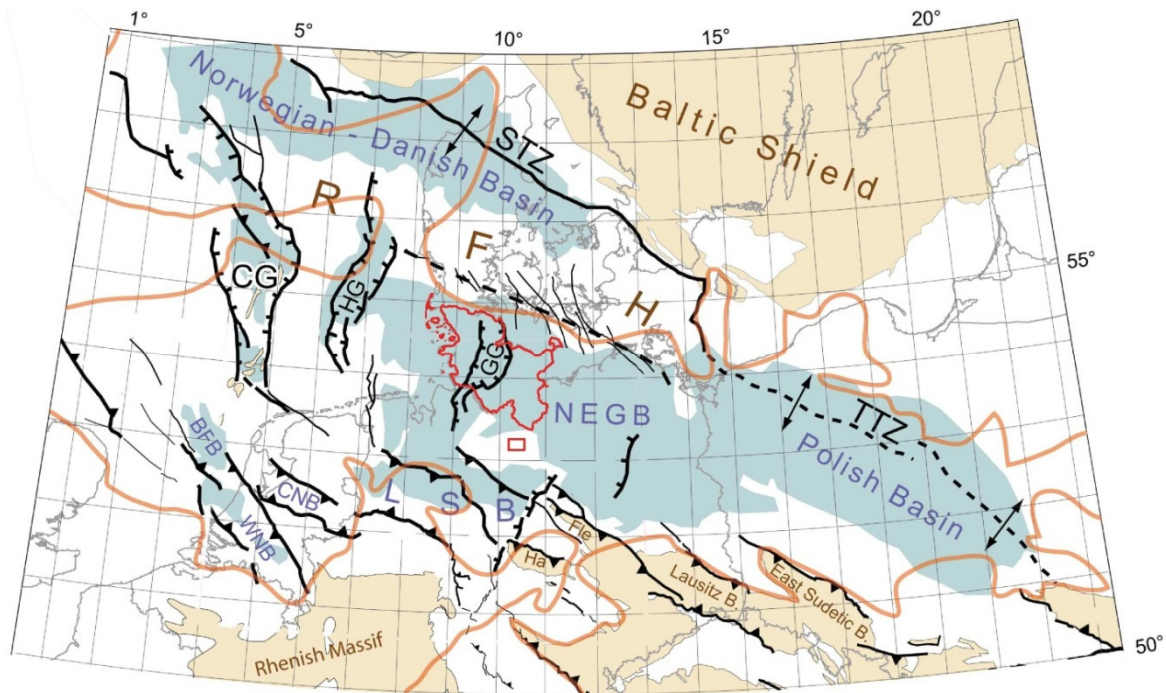 1°
5°
10°
15°
20°
Norwegian - Danish Basin
STZ
Baltic Shield
R
F
H
CG
HG
GG
55°
NEGB
TTZ
Polish Basin
BFB
CNB
WNB
L S B
Fle
Ha
Lausitz B.
East Sudetic B.
Rhenish Massif
50°